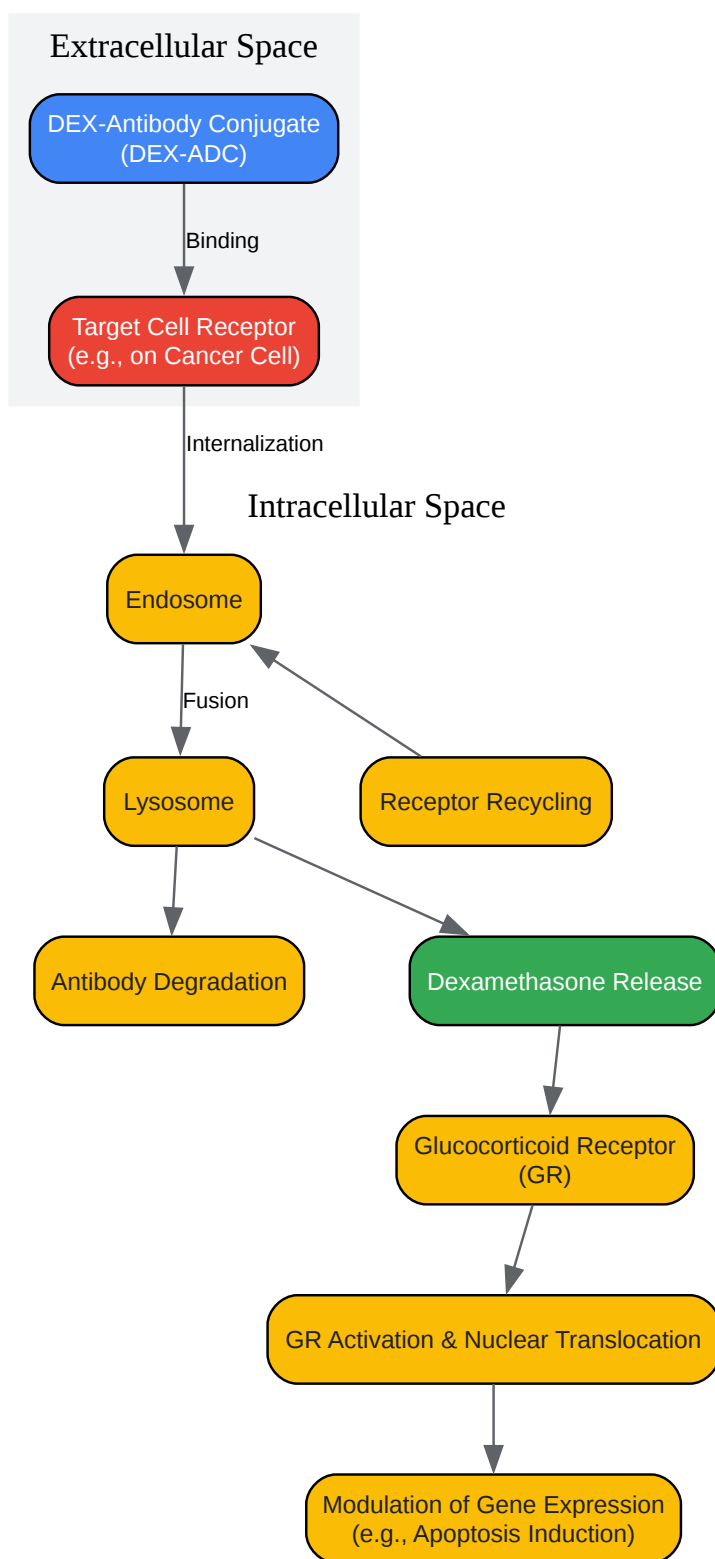 Extracellular Space
DEX-Antibody Conjugate
(DEX-ADC)
Binding
Target Cell Receptor
(e.g., on Cancer Cell)
Internalization
Intracellular Space
Endosome
Fusion
Lysosome
Receptor Recycling
Antibody Degradation
Dexamethasone Release
Glucocorticoid Receptor
(GR)
GR Activation & Nuclear Translocation
Modulation of Gene Expression
(e.g., Apoptosis Induction)